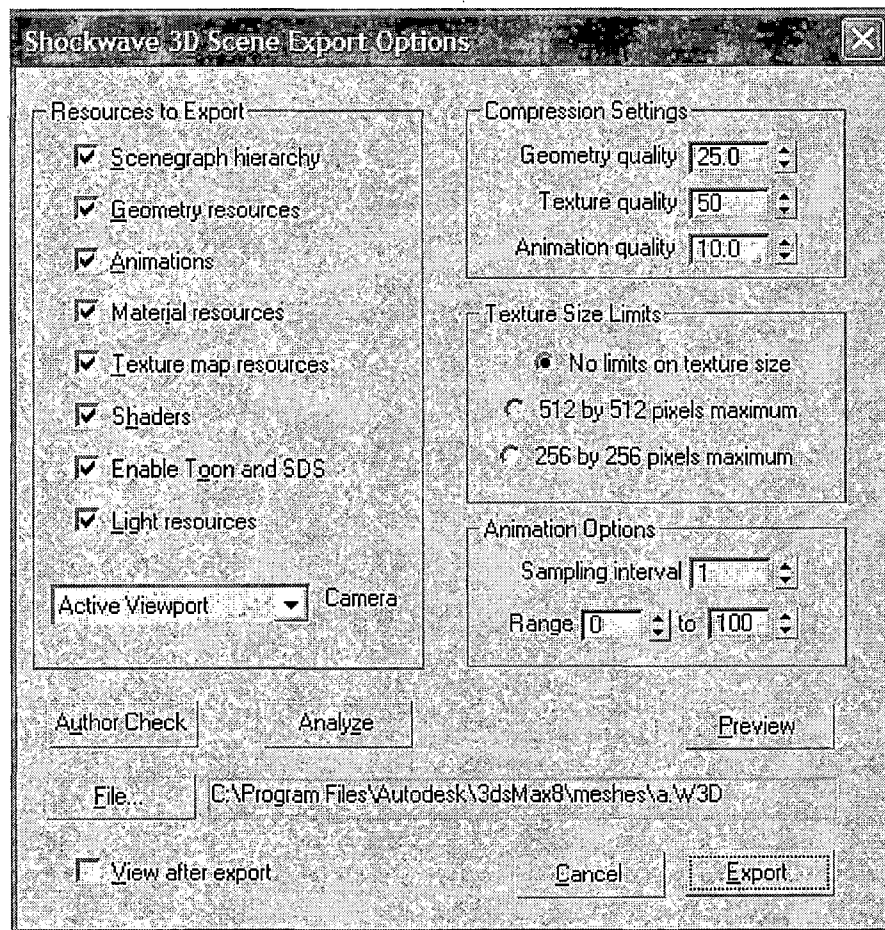 Shockwave 3D Scene Export Options
Resources to Export
Scenegraph hierarchy
Geometry resources
Animations
Material resources
Texture map resources
Shaders
Enable Toon and SDS
Light resources
Active Viewport
Camera
Compression Settings
Geometry quality 25.0
Texture quality 50
Animation quality 10.0
Texture Size Limits
No limits on texture size
512 by 512 pixels maximum
256 by 256 pixels maximum
Animation Options
Sampling interval 1
Range 0 to 100
Author Check
Analyze
Preview
File... C:\Program Files\Autodesk\3dsMax8\meshes\a.W3D
View after export
Cancel
Export